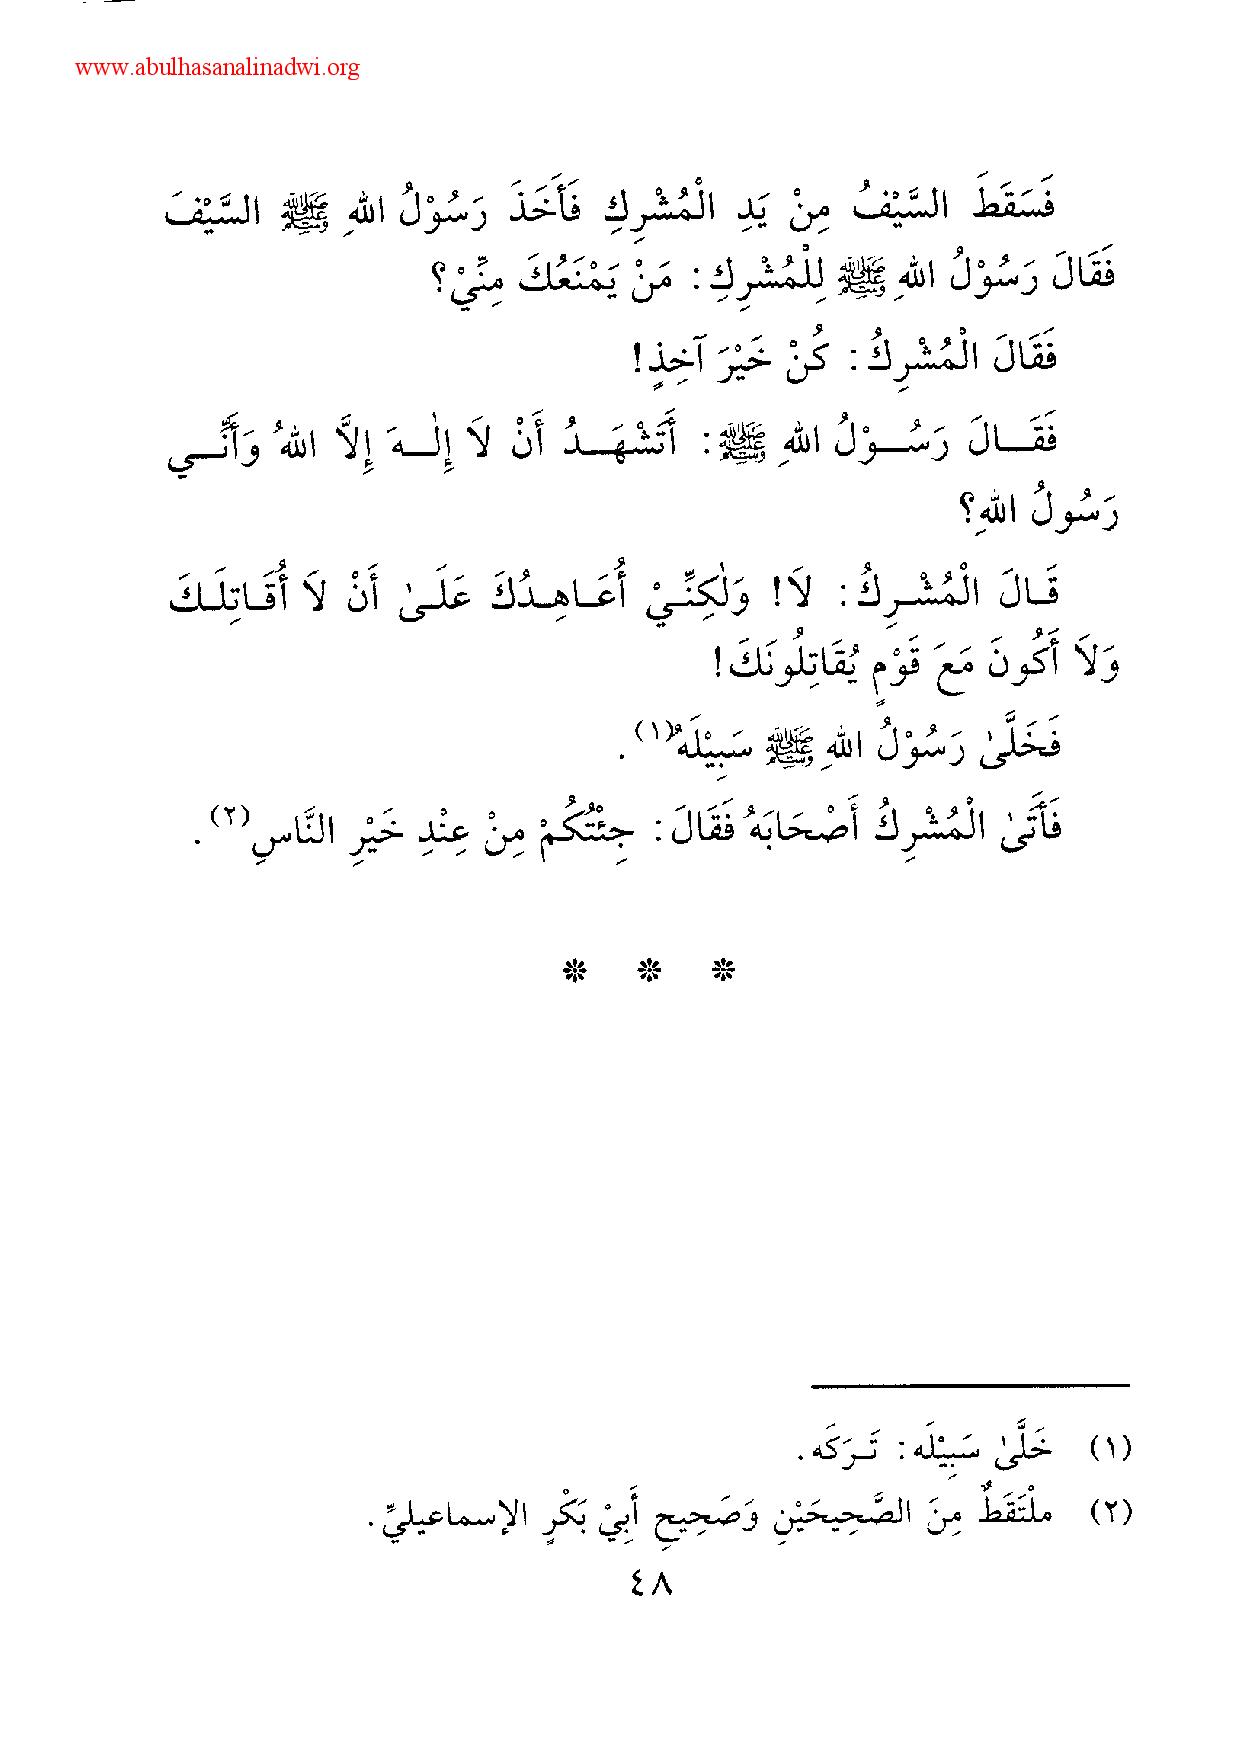 www.abulhasanalinadwi.org
فَسَقَطَ السَّيْفُ مِنْ يَدِ الْمُشْرِكِ فَأَخَذَ رَسُوْلُ اللهِ ﷺ السَّيْفَ
فَقَالَ رَسُوْلُ اللهِ ﷺ لِلْمُشْرِكِ: مَنْ يَمْنَعُكَ مِنِّيْ؟
فَقَالَ الْمُشْرِكُ: كُنْ خَيْرَ آخِذٍ!
فَقَالَ رَسُوْلُ اللهِ ﷺ: أَتَشْهَدُ أَنْ لاَ إِلٰهَ إِلاَّ اللهُ وَأَنِّي
رَسُولُ اللهِ؟
قَالَ الْمُشْرِكُ: لاَ! وَلٰكِنِّيْ أُعَاهِدُكَ عَلَىٰ أَنْ لاَ أُقَاتِلَكَ
وَلاَ أَكُونَ مَعَ قَوْمٍ يُقَاتِلُونَكَ!
فَخَلَّىٰ رَسُوْلُ اللهِ ﷺ سَبِيْلَهُ(١).
فَأَتَىٰ الْمُشْرِكُ أَصْحَابَهُ فَقَالَ: جِئْتُكُمْ مِنْ عِنْدِ خَيْرِ النَّاسِ(٢).
(١) خَلَّىٰ سَبِيْلَه: تَرَكَه.
(٢) ملْتَقَطٌ مِنَ الصَّحِيحَيْنِ وَصَحِيحِ أَبِيْ بَكْرٍ الإسماعيليِّ.
٤٨